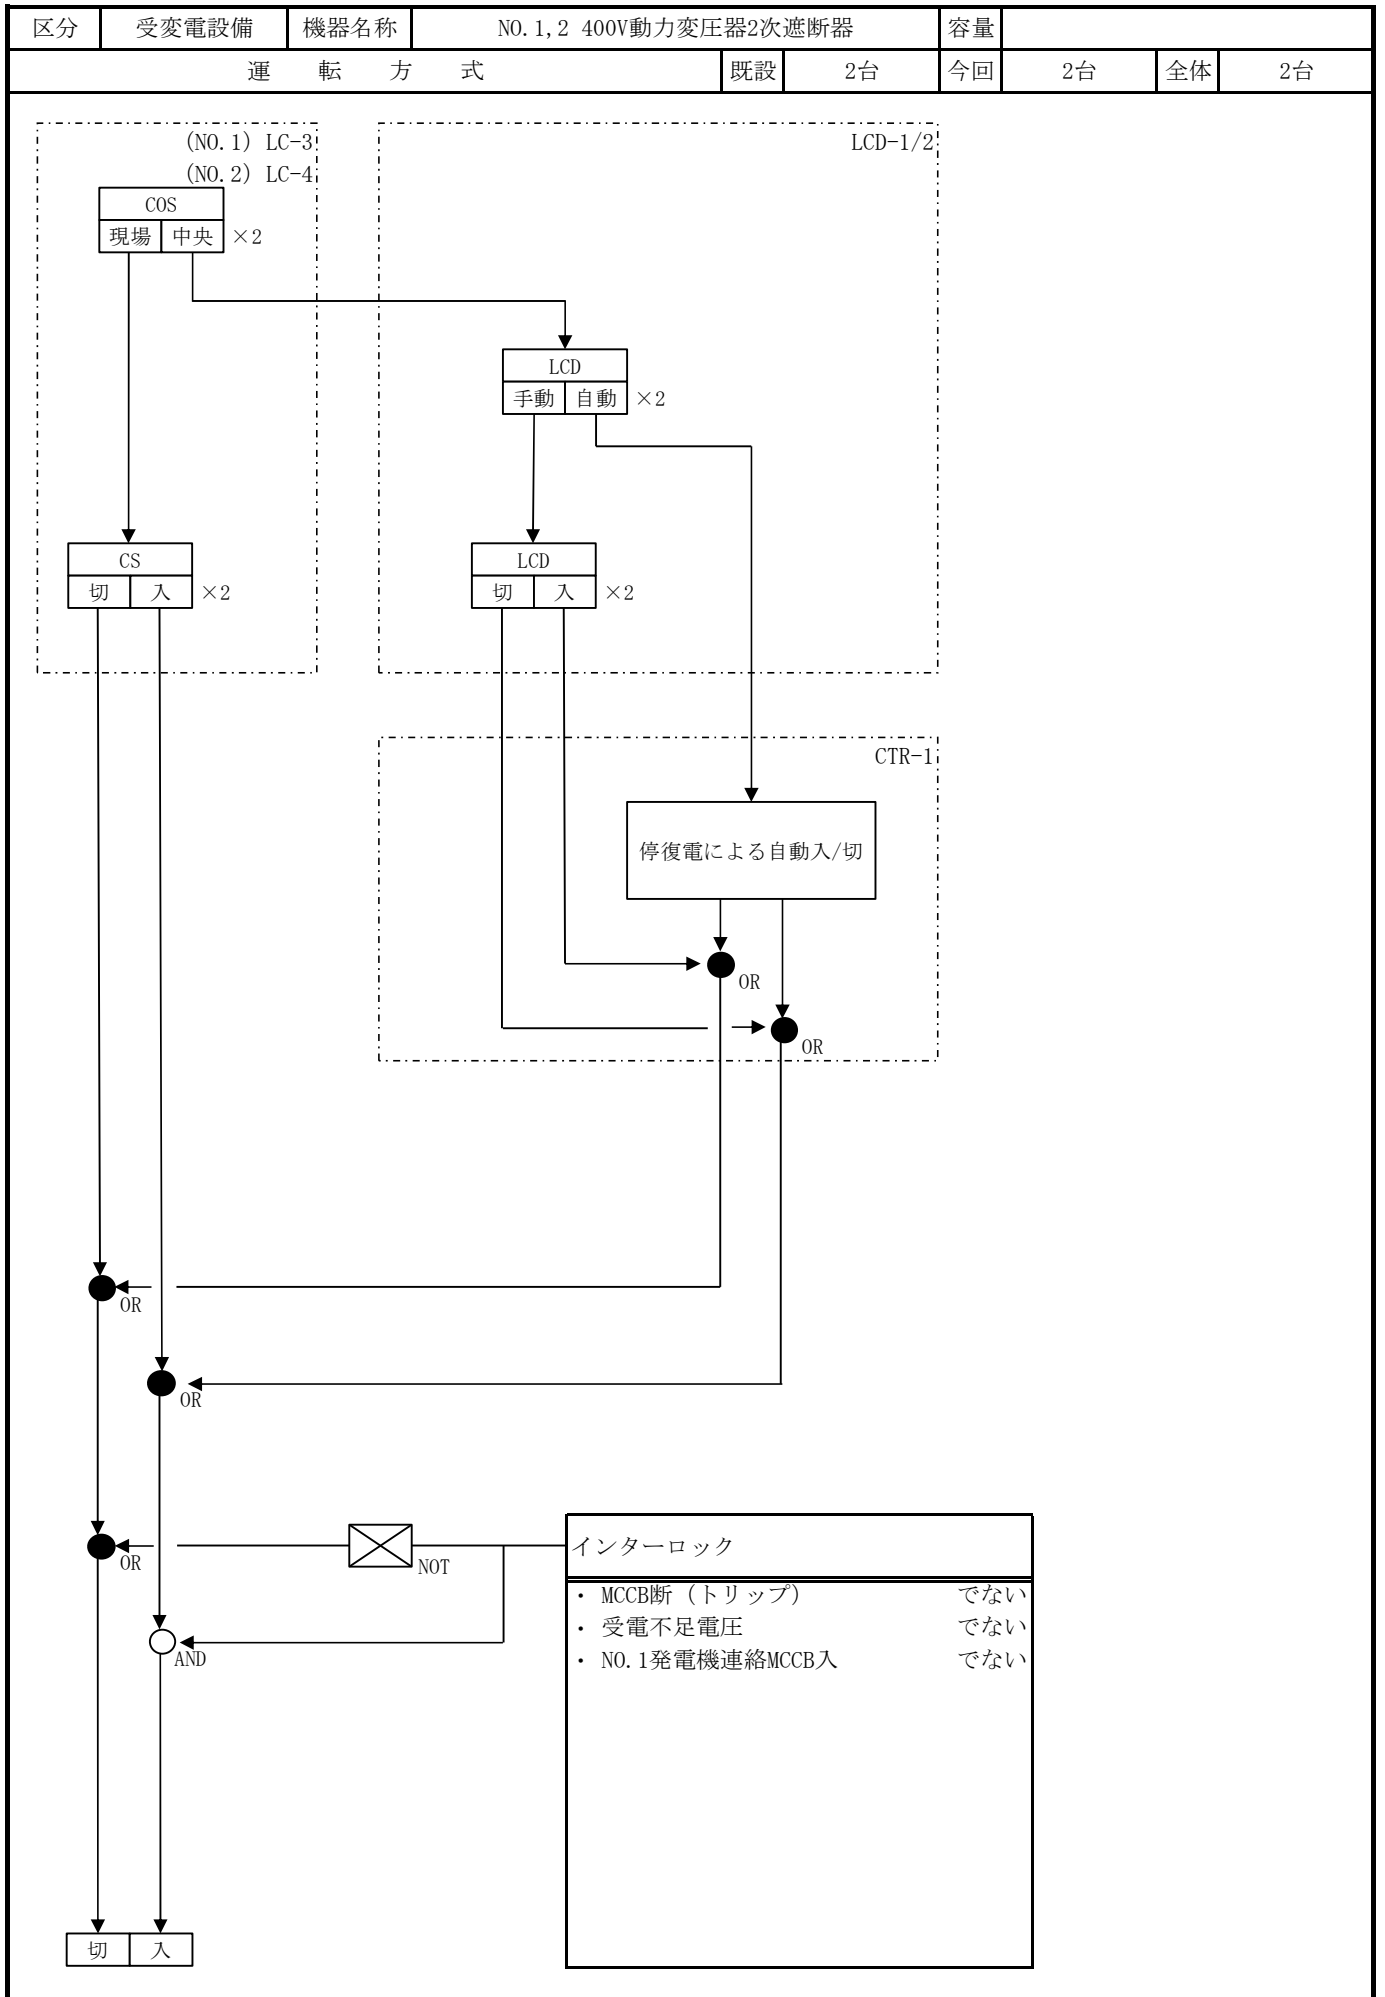 区分 受変電設備 機器名称 NO.1,2 400V動力変圧器2次遮断器 容量
運 転 方 式 既設 2台 今回 2台 全体 2台
(NO.1) LC-3
(NO.2) LC-4
LCD-1/2
COS
現場 中央 ×2
LCD
手動 自動 ×2
CS
切 入 ×2
LCD
切 入 ×2
CTR-1
停復電による自動入/切
OR
OR
OR
OR
インターロック
OR
NOT
・ MCCB断（トリップ） でない
・ 受電不足電圧 でない
・ NO.1発電機連絡MCCB入 でない
AND
切 入